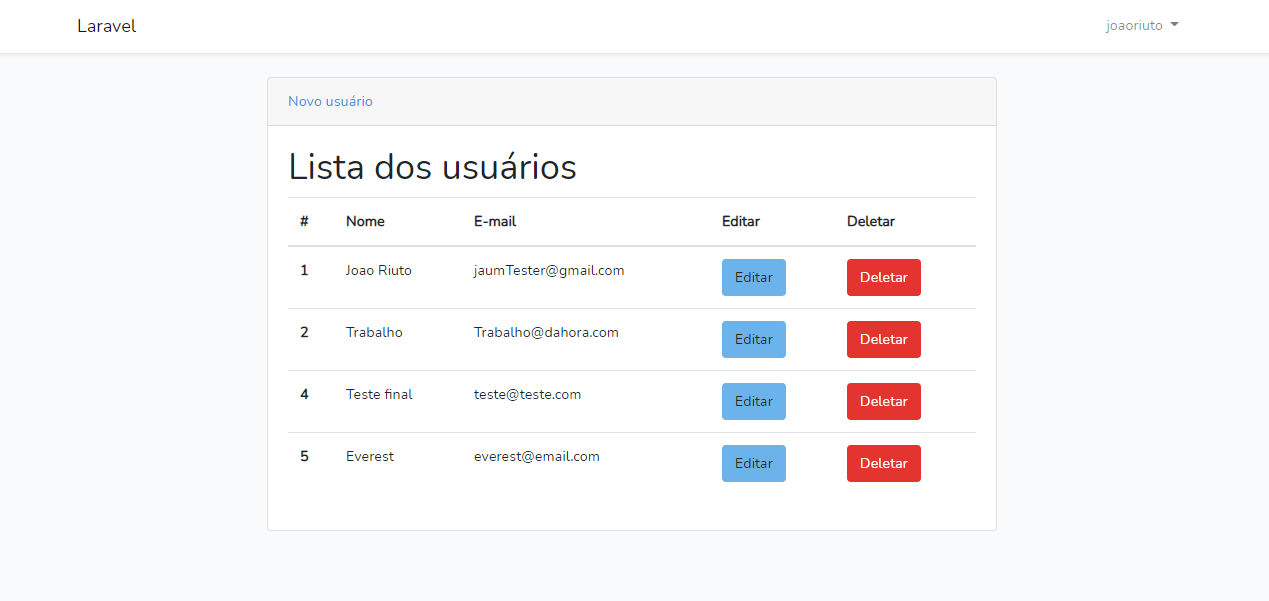 Laravel joaoriuto
Novo usuário
Lista dos usuários
# Nome E-mail Editar Deletar
1 Joao Riuto jaumTester@gmail.com Editar Deletar
2 Trabalho Trabalho@dahora.com Editar Deletar
4 Teste final teste@teste.com Editar Deletar
5 Everest everest@email.com Editar Deletar